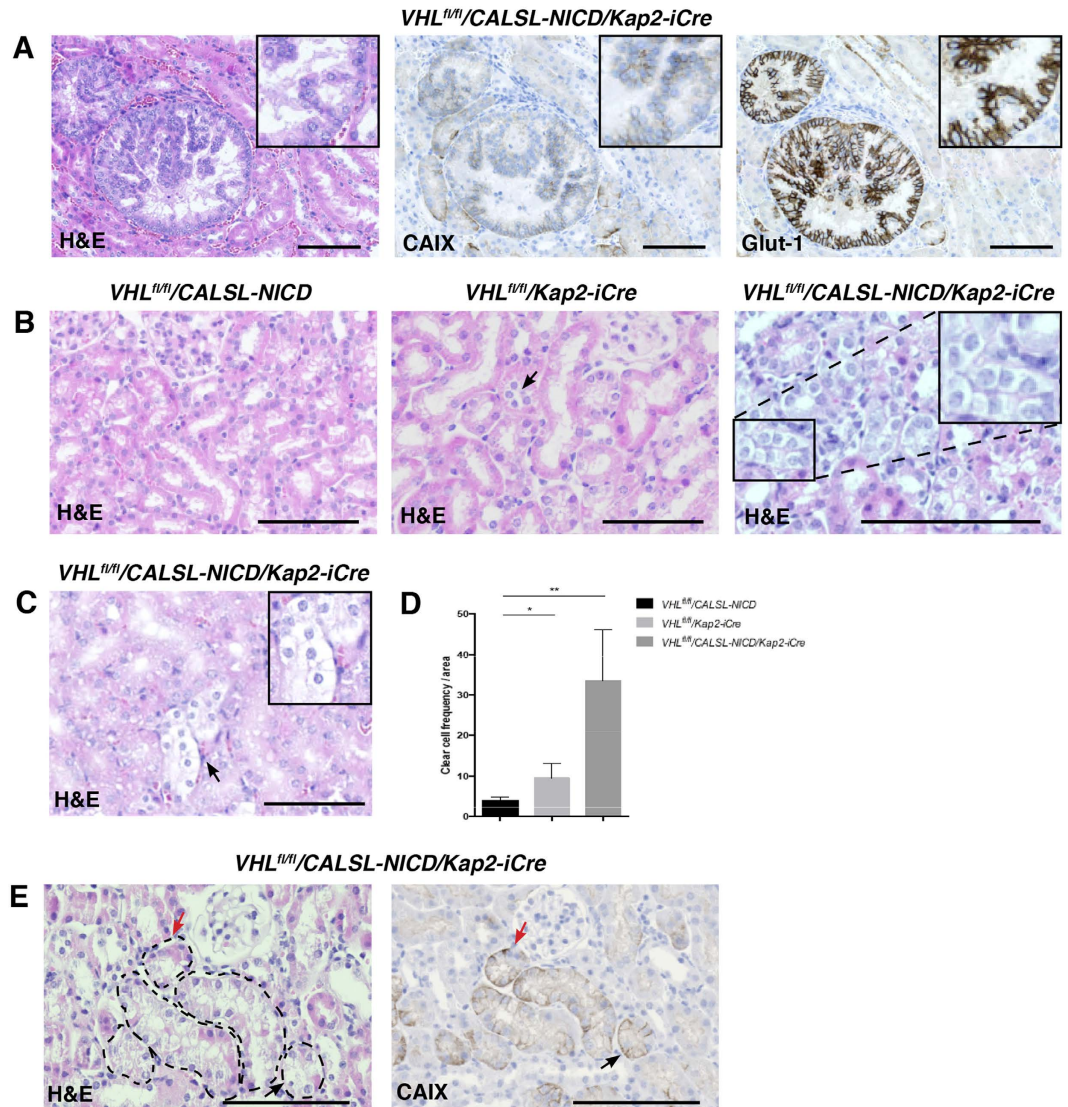 VHLfl/fl/CALSL-NICD/Kap2-iCre
A
H&E
CAIX
Glut-1
VHLfl/fl/CALSL-NICD
VHLfl/fl/Kap2-iCre
VHLfl/fl/CALSL-NICD/Kap2-iCre
B
H&E
H&E
H&E
VHLfl/fl/CALSL-NICD/Kap2-iCre
C
H&E
D
Clear cell frequency / area
50
40
30
20
10
0
*
**
VHLfl/fl/CALSL-NICD
VHLfl/fl/Kap2-iCre
VHLfl/fl/CALSL-NICD/Kap2-iCre
VHLfl/fl/CALSL-NICD/Kap2-iCre
E
H&E
CAIX